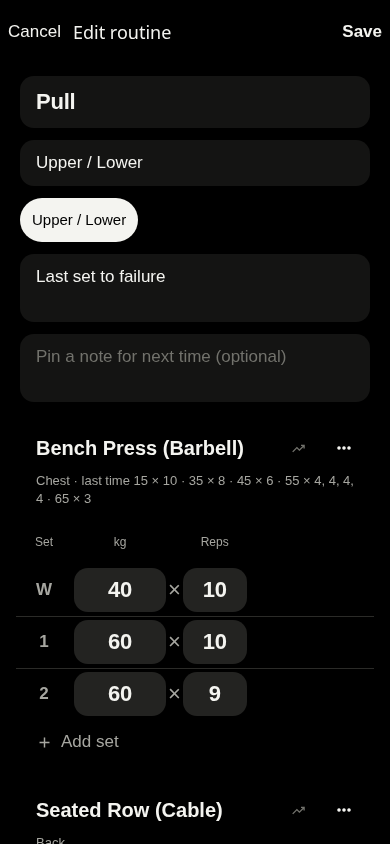 Cancel Edit routine Save
Pull
Upper / Lower
Upper / Lower
Last set to failure
Pin a note for next time (optional)
Bench Press (Barbell)
Chest · last time 15 × 10 · 35 × 8 · 45 × 6 · 55 × 4, 4, 4,
4 · 65 × 3
Set kg Reps
W 40 × 10
1 60 × 10
2 60 × 9
+ Add set
Seated Row (Cable)
Back